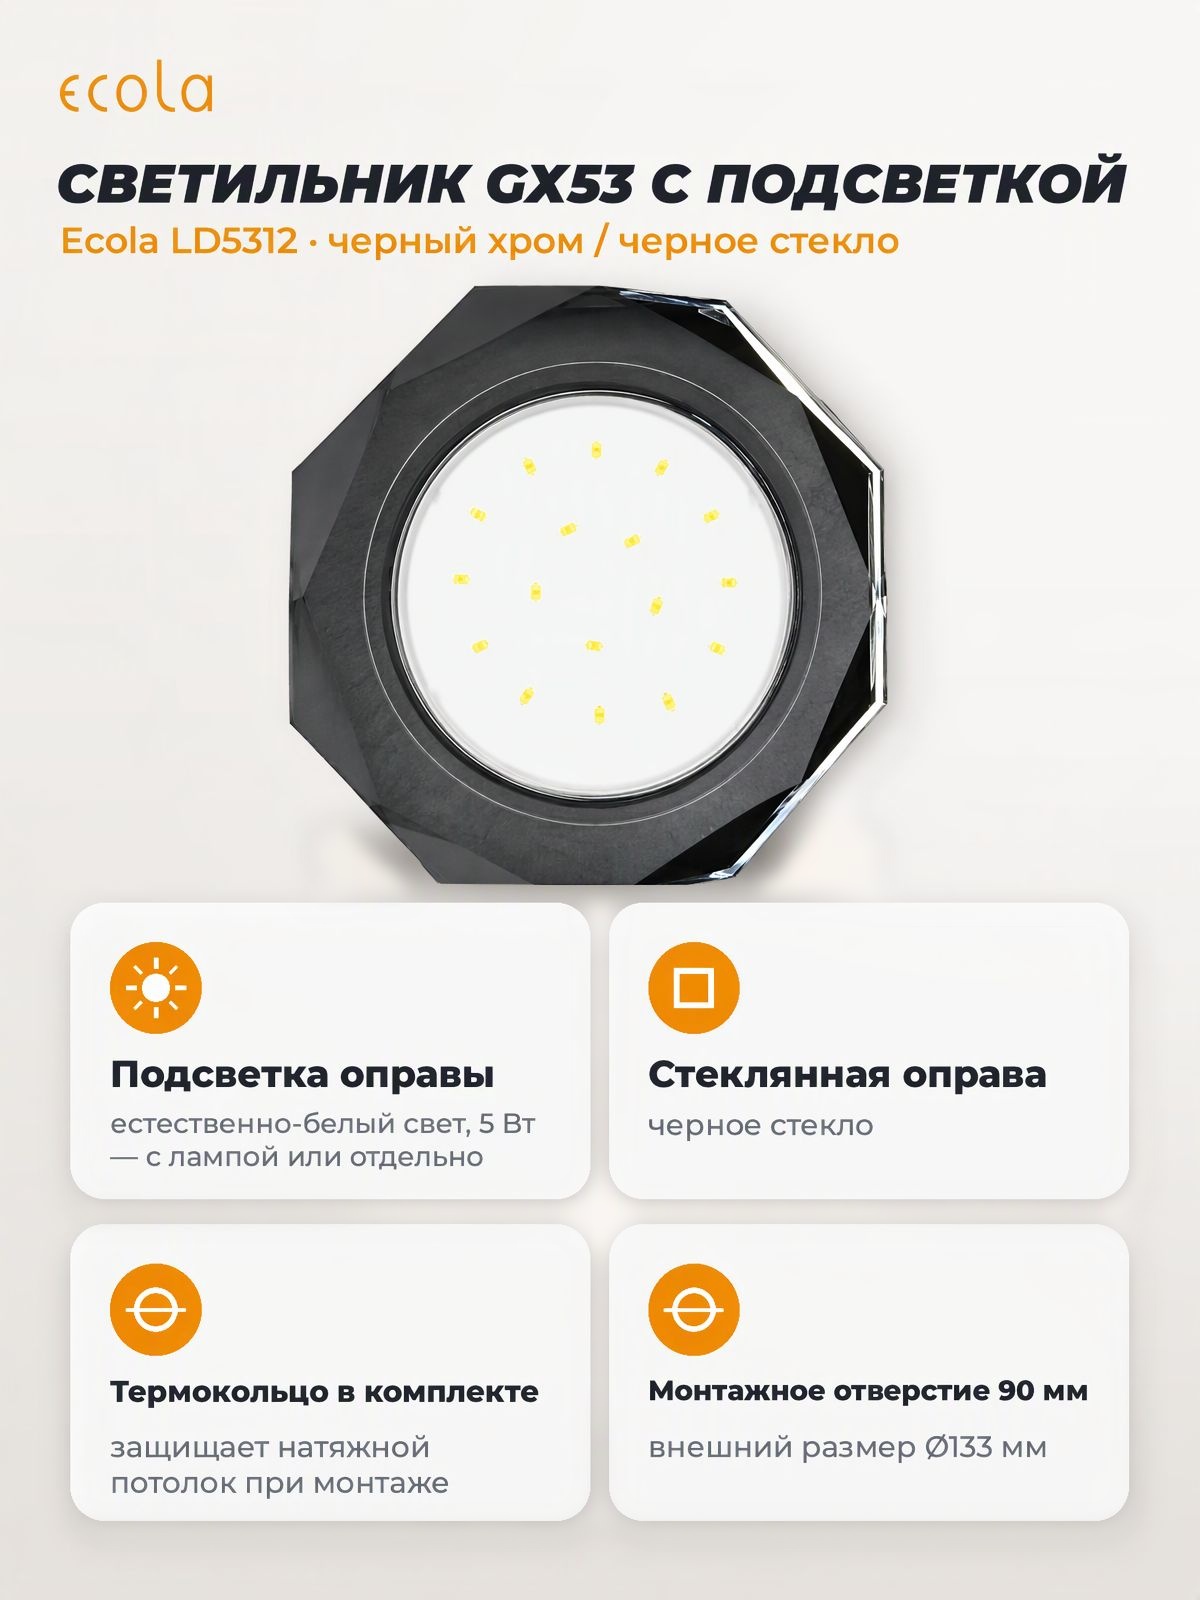 ecola
СВЕТИЛЬНИК GX53 С ПОДСВЕТКОЙ
Ecola LD5312 · черный хром / черное стекло
Подсветка оправы
естественно-белый свет, 5 Вт
— с лампой или отдельно
Стеклянная оправа
черное стекло
Термокольцо в комплекте
защищает натяжной
потолок при монтаже
Монтажное отверстие 90 мм
внешний размер Ø133 мм